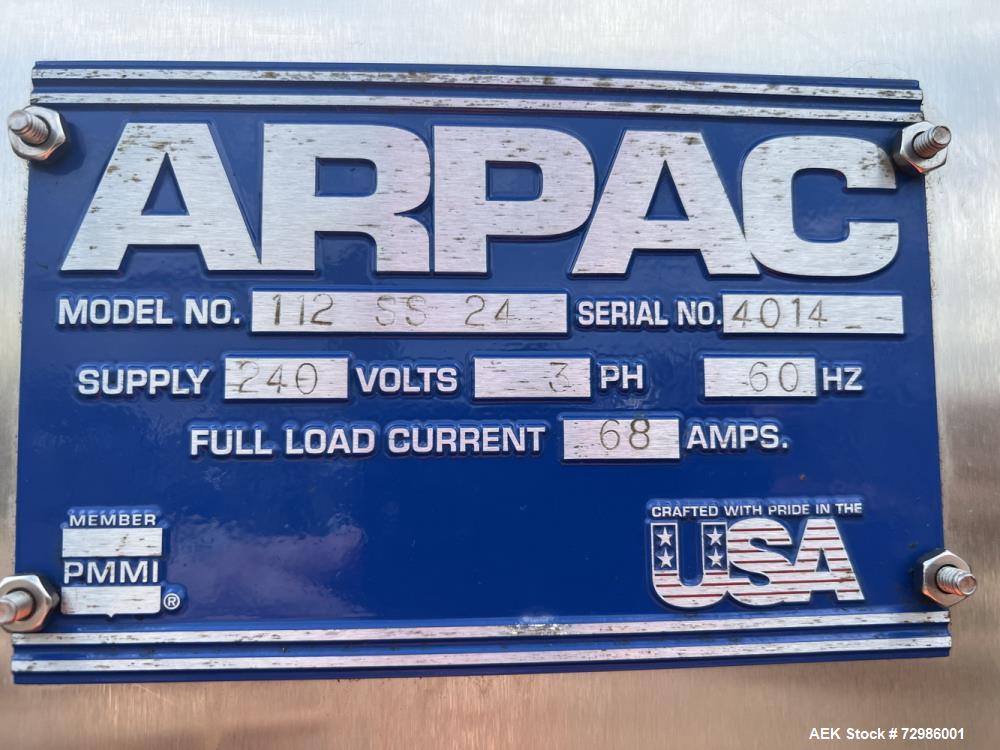 ARPAC
MODEL NO. 112 SS 24 SERIAL NO. 4014
SUPPLY 240 VOLTS 3 PH 60 HZ
FULL LOAD CURRENT 68 AMPS.
MEMBER
PMMI ®
CRAFTED WITH PRIDE IN THE
USA
AEK Stock # 72986001